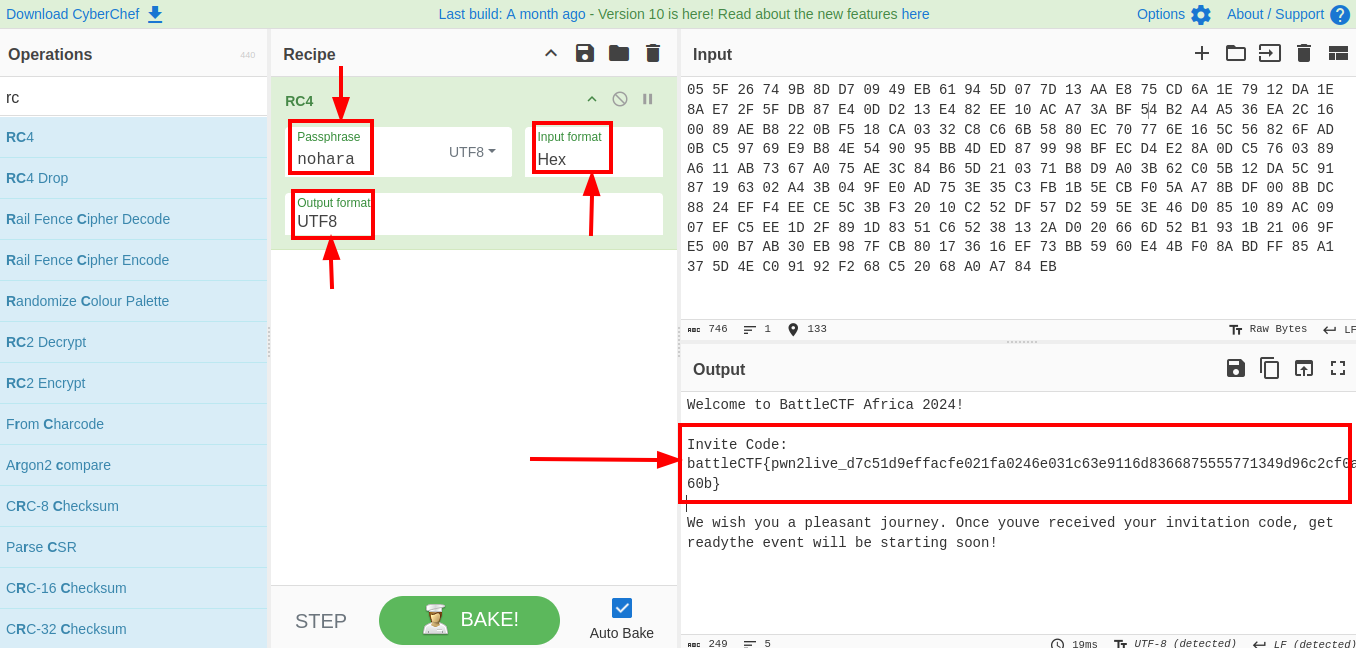 Download CyberChef
Last build: A month ago - Version 10 is here! Read about the new features here
Options
About / Support
Operations
440
rc
RC4
RC4 Drop
Rail Fence Cipher Decode
Rail Fence Cipher Encode
Randomize Colour Palette
RC2 Decrypt
RC2 Encrypt
From Charcode
Argon2 compare
CRC-8 Checksum
Parse CSR
CRC-16 Checksum
CRC-32 Checksum
Recipe
RC4
Passphrase
nohara
UTF8
Input format
Hex
Output format
UTF8
STEP
BAKE!
Auto Bake
Input
05 5F 26 74 9B 8D D7 09 49 EB 61 94 5D 07 7D 13 AA E8 75 CD 6A 1E 79 12 DA 1E
8A E7 2F 5F DB 87 E4 0D D2 13 E4 82 EE 10 AC A7 3A BF 54 B2 A4 A5 36 EA 2C 16
00 89 AE B8 22 0B F5 18 CA 03 32 C8 C6 6B 58 80 EC 70 77 6E 16 5C 56 82 6F AD
0B C5 97 69 E9 B8 4E 54 90 95 BB 4D ED 87 99 98 BF EC D4 E2 8A 0D C5 76 03 89
A6 11 AB 73 67 A0 75 AE 3C 84 B6 5D 21 03 71 B8 D9 A0 3B 62 C0 5B 12 DA 5C 91
87 19 63 02 A4 3B 04 9F E0 AD 75 3E 35 C3 FB 1B 5E CB F0 5A A7 8B DF 00 8B DC
88 24 EF F4 EE CE 5C 3B F3 20 10 C2 52 DF 57 D2 59 5E 3E 46 D0 85 10 89 AC 09
07 EF C5 EE 1D 2F 89 1D 83 51 C6 52 38 13 2A D0 20 66 6D 52 B1 93 1B 21 06 9F
E5 00 B7 AB 30 EB 98 7F CB 80 17 36 16 EF 73 BB 59 60 E4 4B F0 8A BD FF 85 A1
37 5D 4E C0 91 92 F2 68 C5 20 68 A0 A7 84 EB
ABC 746 1 133
Raw Bytes LF
Output
Welcome to BattleCTF Africa 2024!
Invite Code:
battleCTF{pwn2live_d7c51d9effacfe021fa0246e031c63e9116d8366875555771349d96c2cf0a
60b}
We wish you a pleasant journey. Once youve received your invitation code, get
readythe event will be starting soon!
ABC 249 5
19ms UTF-8 (detected) LF (detected)